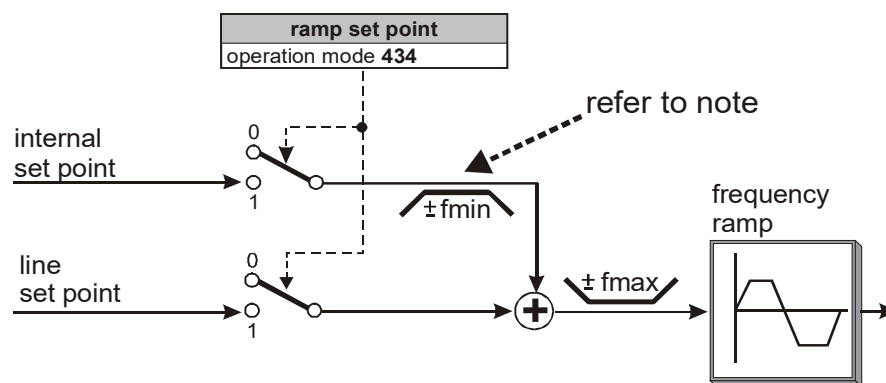 ramp set point
operation mode 434
refer to note
internal
set point
0
1
± fmin
frequency
ramp
line
set point
0
1
+
± fmax